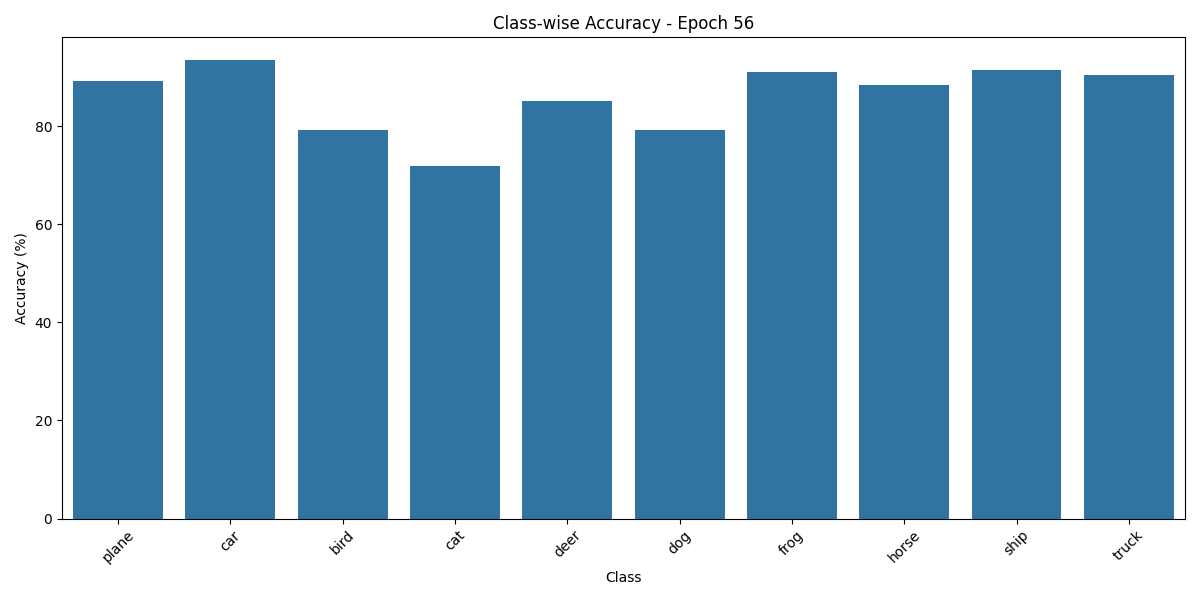 Class-wise Accuracy - Epoch 56
Accuracy (%)
80
60
40
20
0
plane car bird cat deer dog frog horse ship truck
Class